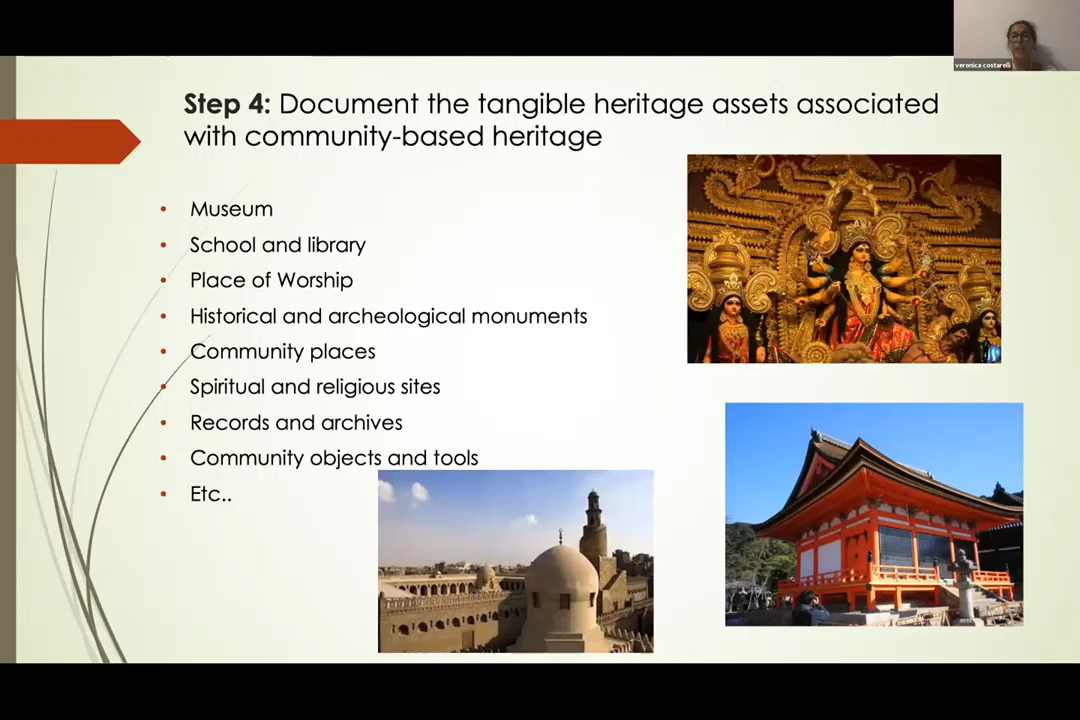 veronica costarelli
Step 4: Document the tangible heritage assets associated
with community-based heritage
• Museum
• School and library
• Place of Worship
• Historical and archeological monuments
• Community places
• Spiritual and religious sites
• Records and archives
• Community objects and tools
• Etc..